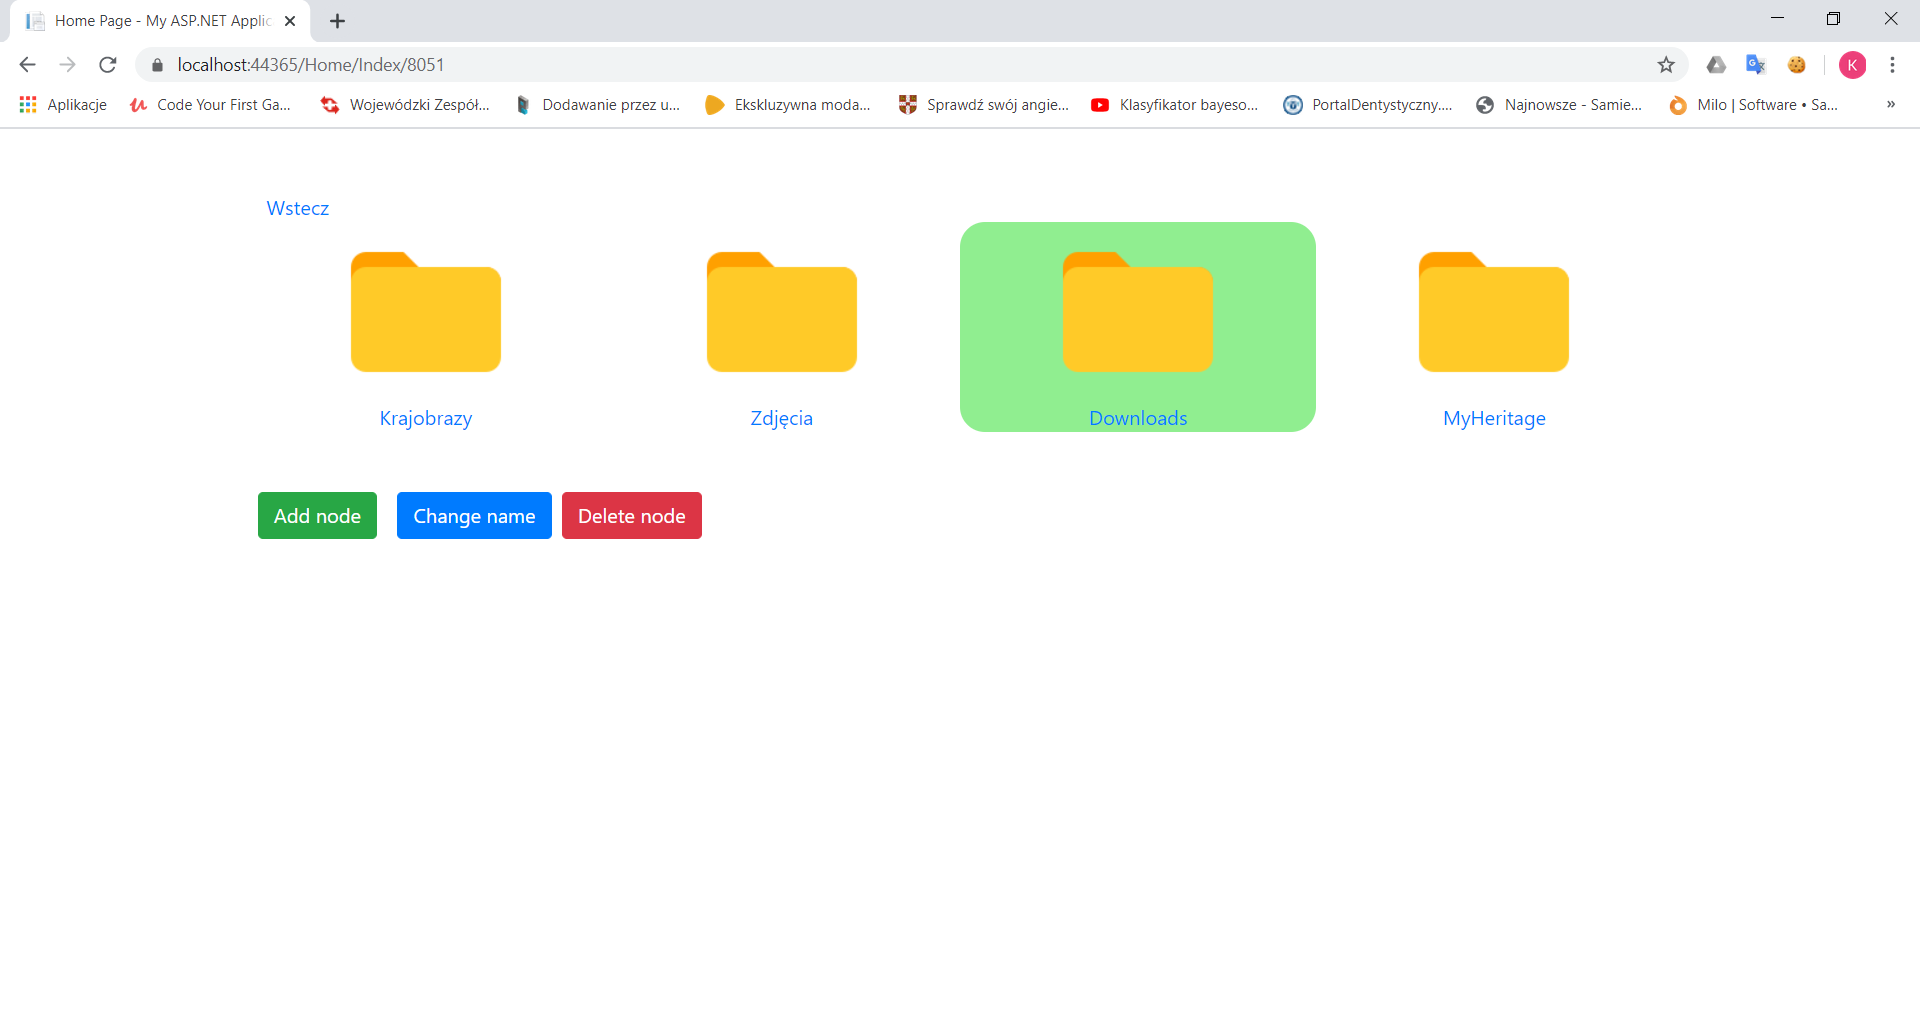 Home Page - My ASP.NET Applic
localhost:44365/Home/Index/8051
K
Aplikacje
Code Your First Ga...
Wojewódzki Zespół...
Dodawanie przez u...
Ekskluzywna moda...
Sprawdź swój angie...
Klasyfikator bayeso...
PortalDentystyczny....
Najnowsze - Samie...
Milo | Software • Sa...
»
Wstecz
Krajobrazy
Zdjęcia
Downloads
MyHeritage
Add node
Change name
Delete node